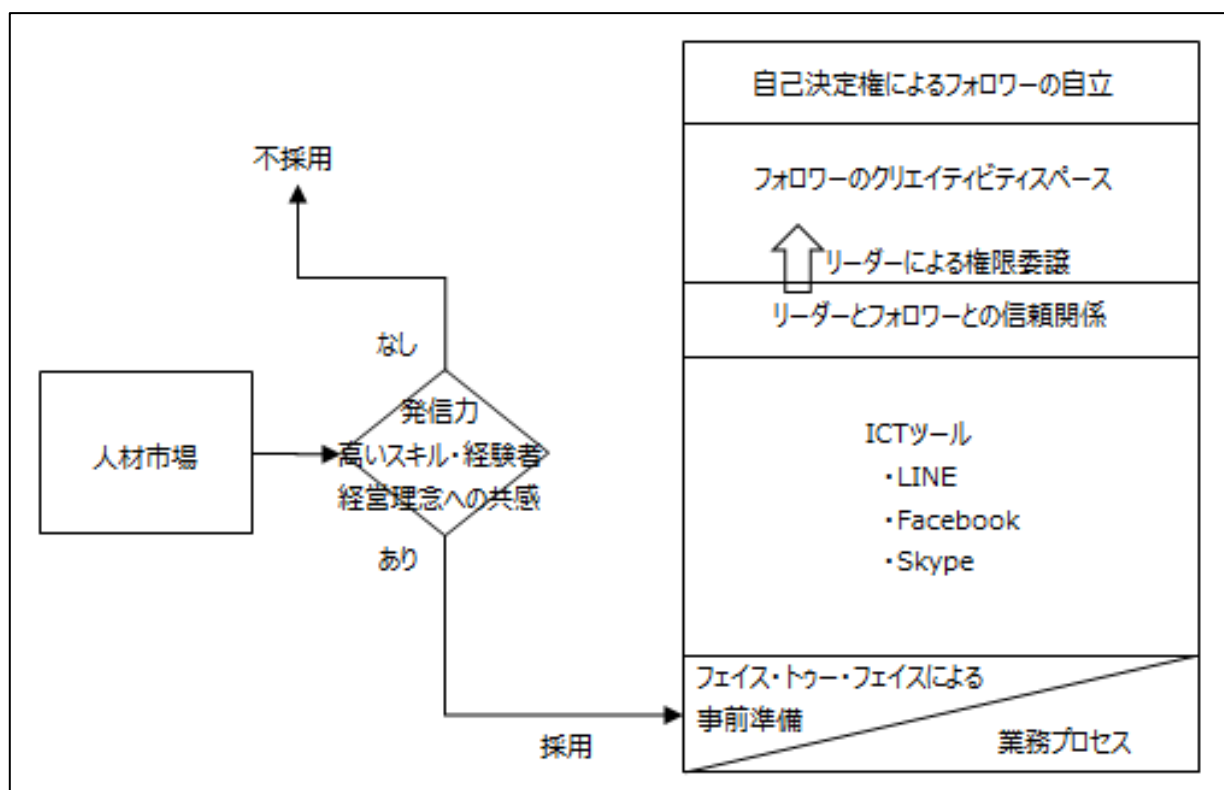 不採用
なし
人材市場
発信力
高いスキル・経験者
経営理念への共感
あり
採用
自己決定権によるフォロワーの自立
フォロワーのクリエイティビティスペース
リーダーによる権限委譲
リーダーとフォロワーとの信頼関係
ICTツール
・LINE
・Facebook
・Skype
フェイス・トゥー・フェイスによる
事前準備
業務プロセス